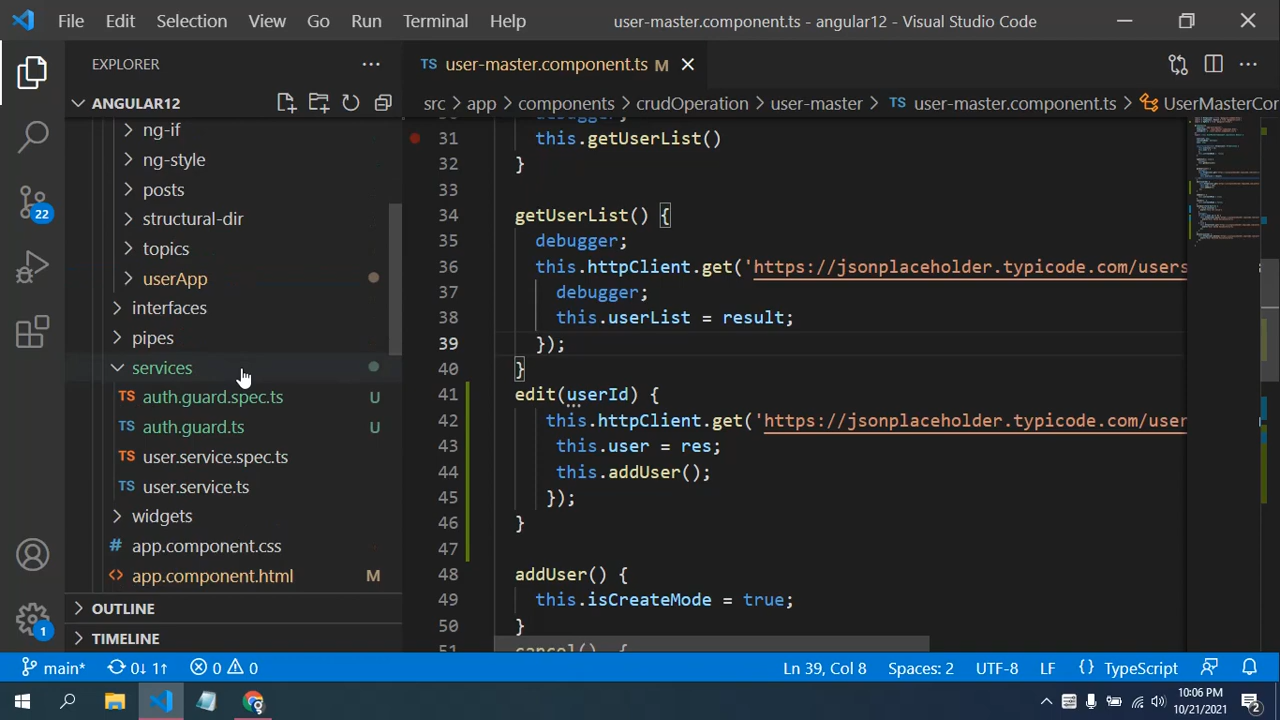 File Edit Selection View Go Run Terminal Help user-master.component.ts - angular12 - Visual Studio Code
EXPLORER
TS user-master.component.ts M
ANGULAR12
src > app > components > crudOperation > user-master > TS user-master.component.ts > UserMasterCor
ng-if
ng-style
posts
structural-dir
topics
userApp
interfaces
pipes
services
TS auth.guard.spec.ts U
TS auth.guard.ts U
TS user.service.spec.ts
TS user.service.ts
widgets
# app.component.css
<> app.component.html M
OUTLINE
TIMELINE
22
1
31 this.getUserList()
32 }
33
34 getUserList() {
35 debugger;
36 this.httpClient.get('https://jsonplaceholder.typicode.com/users
37 debugger;
38 this.userList = result;
39 });
40 }
41 edit(userId) {
42 this.httpClient.get('https://jsonplaceholder.typicode.com/user
43 this.user = res;
44 this.addUser();
45 });
46 }
47
48 addUser() {
49 this.isCreateMode = true;
50 }
51 cancel() {
main* 0↓ 1↑ 0 0 Ln 39, Col 8 Spaces: 2 UTF-8 LF {} TypeScript
10:06 PM
10/21/2021
2